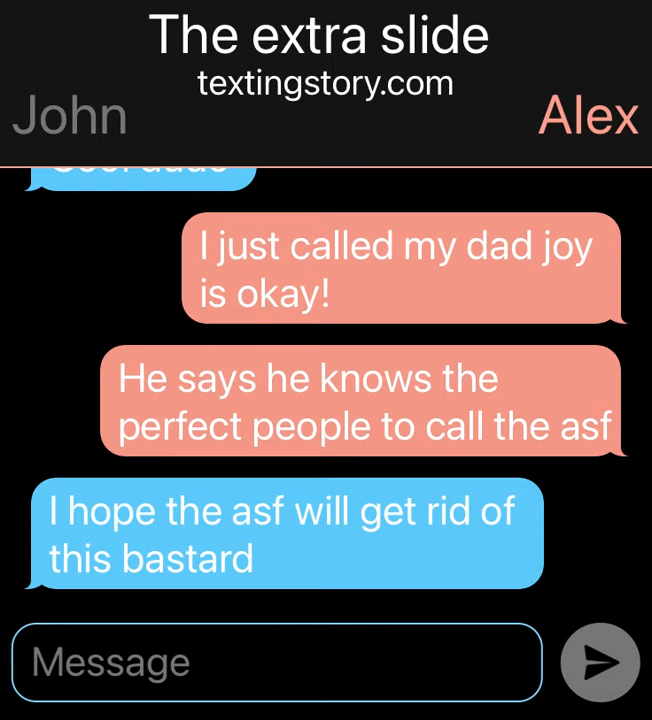 The extra slide
textingstory.com
John
Alex
I just called my dad joy
is okay!
He says he knows the
perfect people to call the asf
I hope the asf will get rid of
this bastard
Message